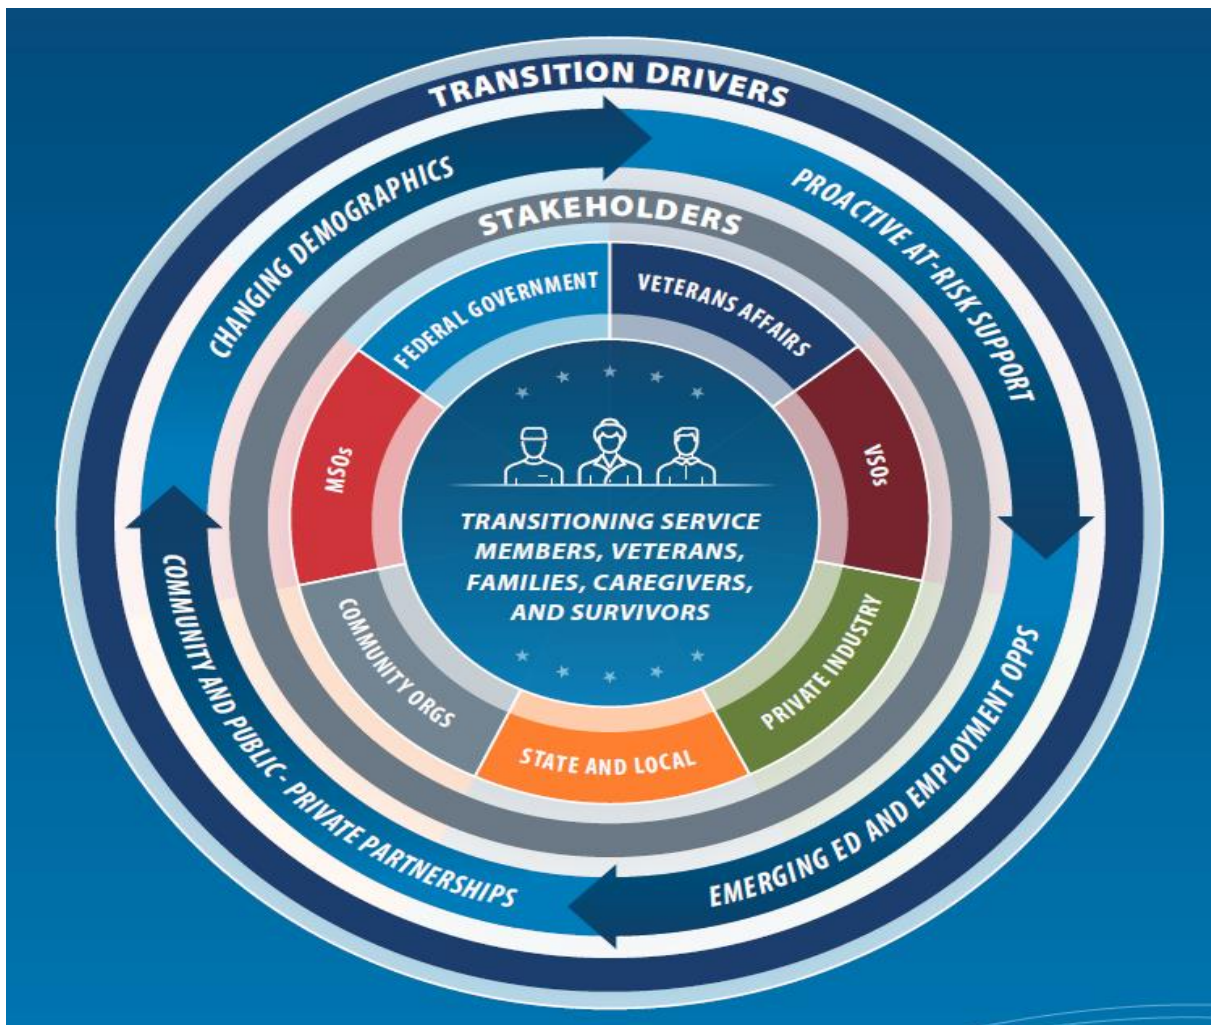 TRANSITION DRIVERS
CHANGING DEMOGRAPHICS
PROACTIVE AT-RISK SUPPORT
EMERGING ED AND EMPLOYMENT OPPS
COMMUNITY AND PUBLIC- PRIVATE PARTNERSHIPS
STAKEHOLDERS
FEDERAL GOVERNMENT
VETERANS AFFAIRS
VSOs
PRIVATE INDUSTRY
STATE AND LOCAL
COMMUNITY ORGS
MSOs
TRANSITIONING SERVICE
MEMBERS, VETERANS,
FAMILIES, CAREGIVERS,
AND SURVIVORS